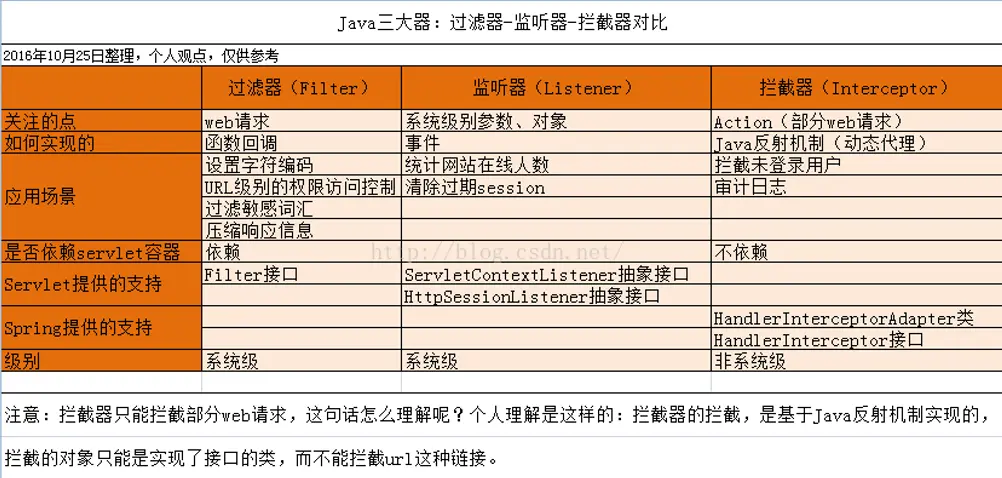 Java三大器：过滤器-监听器-拦截器对比
2016年10月25日整理，个人观点，仅供参考
过滤器（Filter） 监听器（Listener） 拦截器（Interceptor）
关注的点 web请求 系统级别参数、对象 Action（部分web请求）
如何实现的 函数回调 事件 Java反射机制（动态代理）
应用场景 设置字符编码 统计网站在线人数 拦截未登录用户
URL级别的权限访问控制 清除过期session 审计日志
过滤敏感词汇
压缩响应信息
http://blog.csdn.net/
是否依赖servlet容器 依赖 不依赖
Servlet提供的支持 Filter接口 ServletContextListener抽象接口
HttpSessionListener抽象接口
Spring提供的支持 HandlerInterceptorAdapter类
HandlerInterceptor接口
级别 系统级 系统级 非系统级
注意：拦截器只能拦截部分web请求，这句话怎么理解呢？个人理解是这样的：拦截器的拦截，是基于Java反射机制实现的，
拦截的对象只能是实现了接口的类，而不能拦截url这种链接。